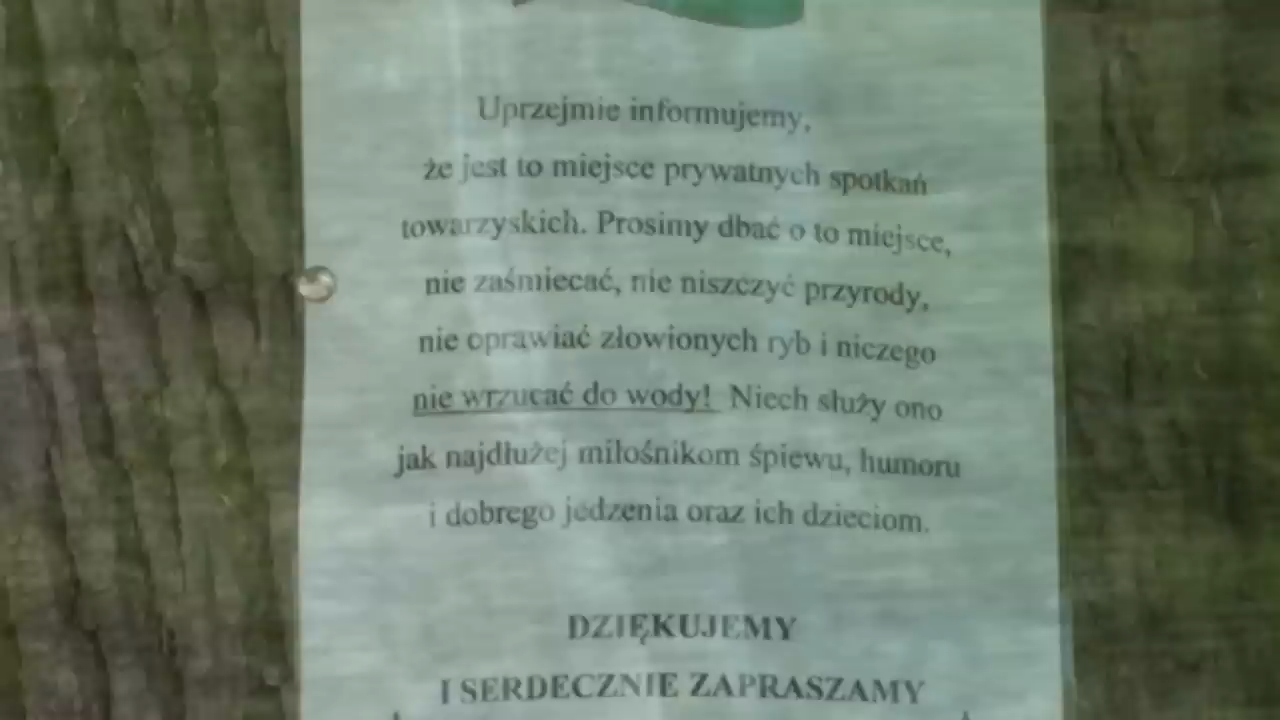 Uprzejmie informujemy,
że jest to miejsce prywatnych spotkań
towarzyskich. Prosimy dbać o to miejsce,
nie zaśmiecać, nie niszczyć przyrody,
nie oprawiać złowionych ryb i niczego
nie wrzucać do wody! Niech służy ono
jak najdłużej miłośnikom śpiewu, humoru
i dobrego jedzenia oraz ich dzieciom.
DZIĘKUJEMY
I SERDECZNIE ZAPRASZAMY